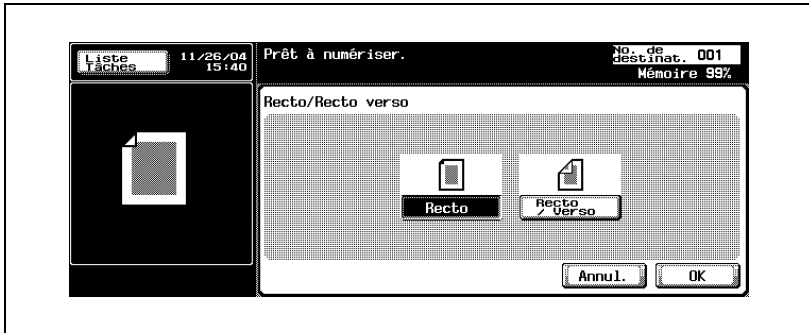 Liste
Tâches
11/26/04
15:40
Prêt à numériser.
No. de
destinat. 001
Mémoire 99%
Recto/Recto verso
Recto
Recto
/ Verso
Annul.
OK